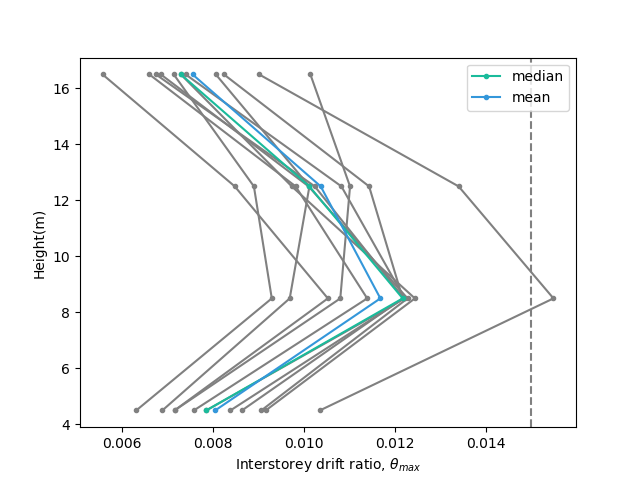 median
mean
16
14
12
10
8
6
4
Height(m)
0.006 0.008 0.010 0.012 0.014
Interstorey drift ratio, θmax